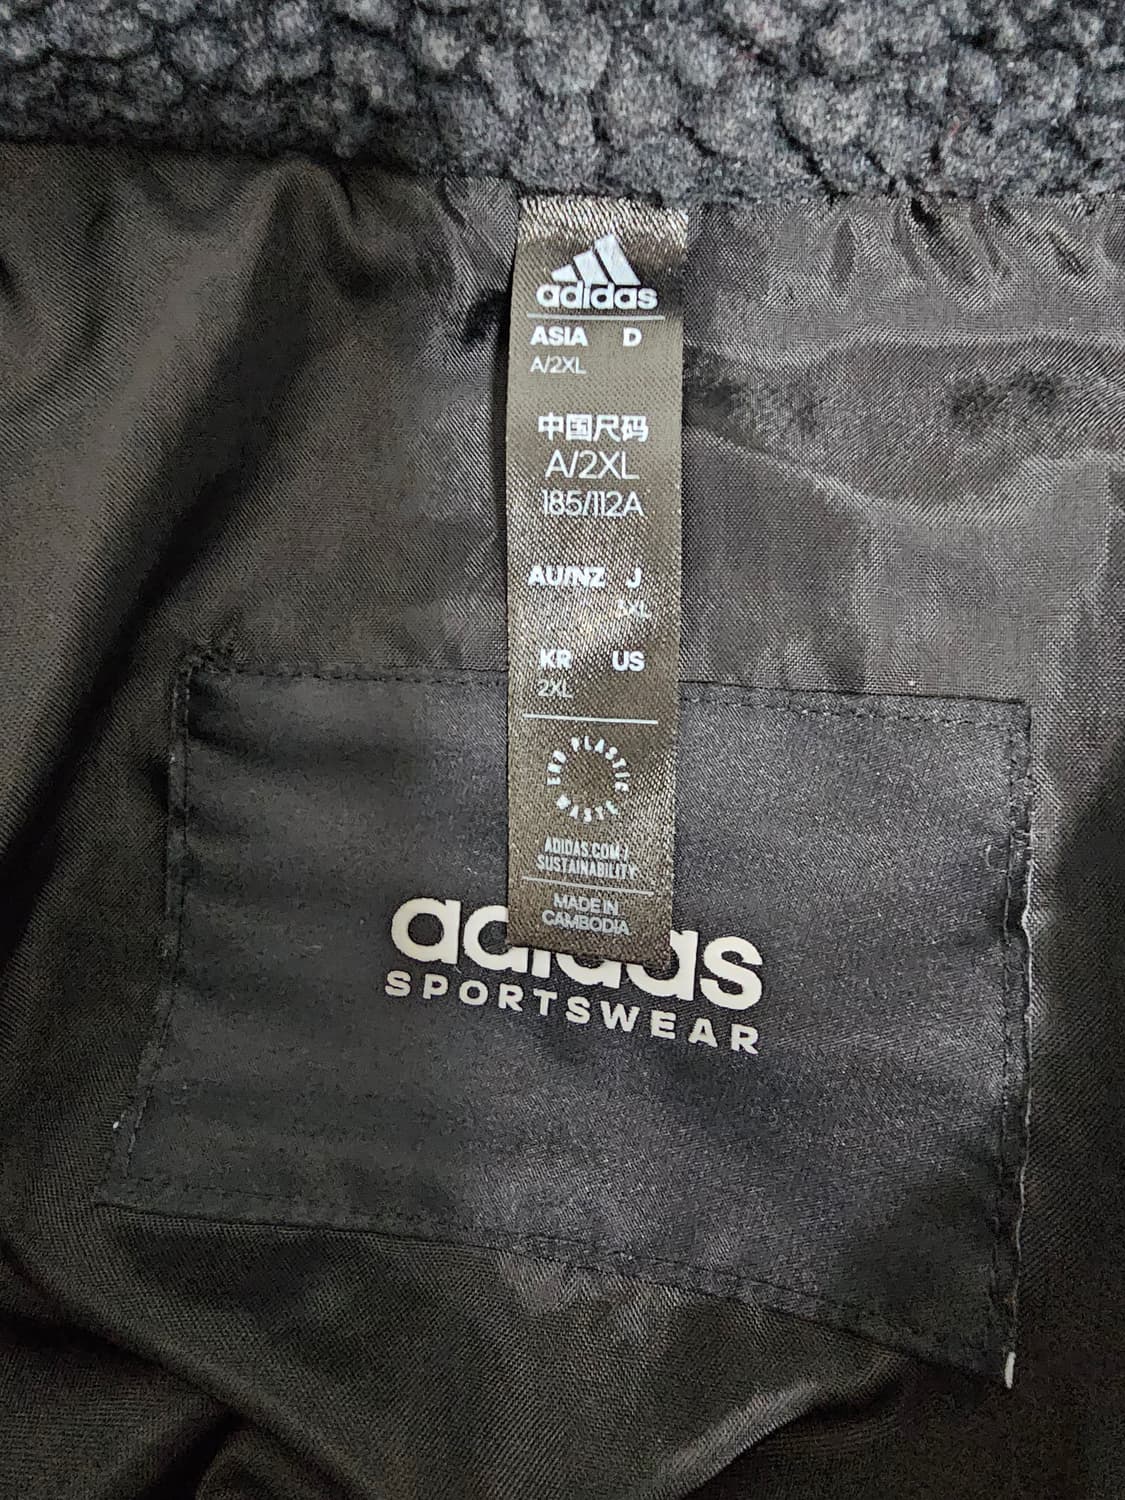 adidas
ASIA D
A/2XL
中国尺码
A/2XL
185/112A
AU/NZ J
3XL
KR US
2XL
END PLASTIC WASTE
ADIDAS.COM/
SUSTAINABILITY
MADE IN
CAMBODIA
adidas
SPORTSWEAR